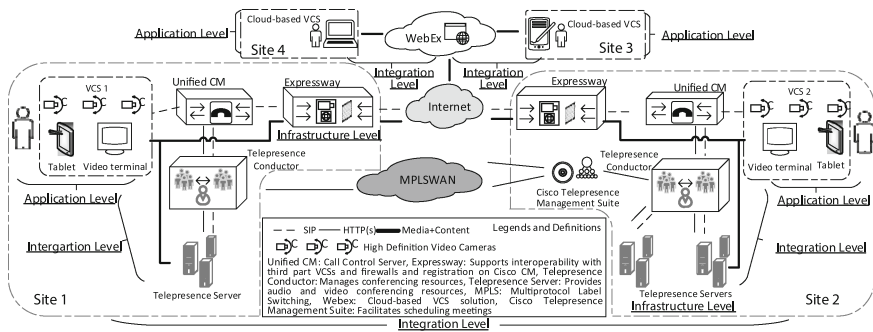 Cloud-based VCS
Application Level
Site 4
WebEx
Cloud-based VCS
Site 3
Application Level
Integration
Level
Integration
Level
VCS 1
Unified CM
Expressway
Internet
Expressway
Unified CM
VCS 2
Infrastructure Level
Tablet
Video terminal
Telepresence
Conductor
MPLSWAN
Cisco Telepresence
Management Suite
Telepresence
Conductor
Video terminal
Tablet
Application Level
Application Level
Intergartion Level
Integration Level
SIP
HTTP(s)
Media+Content
Legends and Definitions
High Definition Video Cameras
Unified CM: Call Control Server, Expressway: Supports interoperability with
third part VCSs and firewalls and registration on Cisco CM, Telepresence
Conductor: Manages conferencing resources, Telepresence Server: Provides
audio and video conferencing resources, MPLS: Multiprotocol Label
Switching, Webex: Cloud-based VCS solution, Cisco Telepresence
Management Suite: Facilitates scheduling meetings
Telepresence Server
Site 1
Telepresence Servers
Infrastructure Level
Site 2
Integration Level